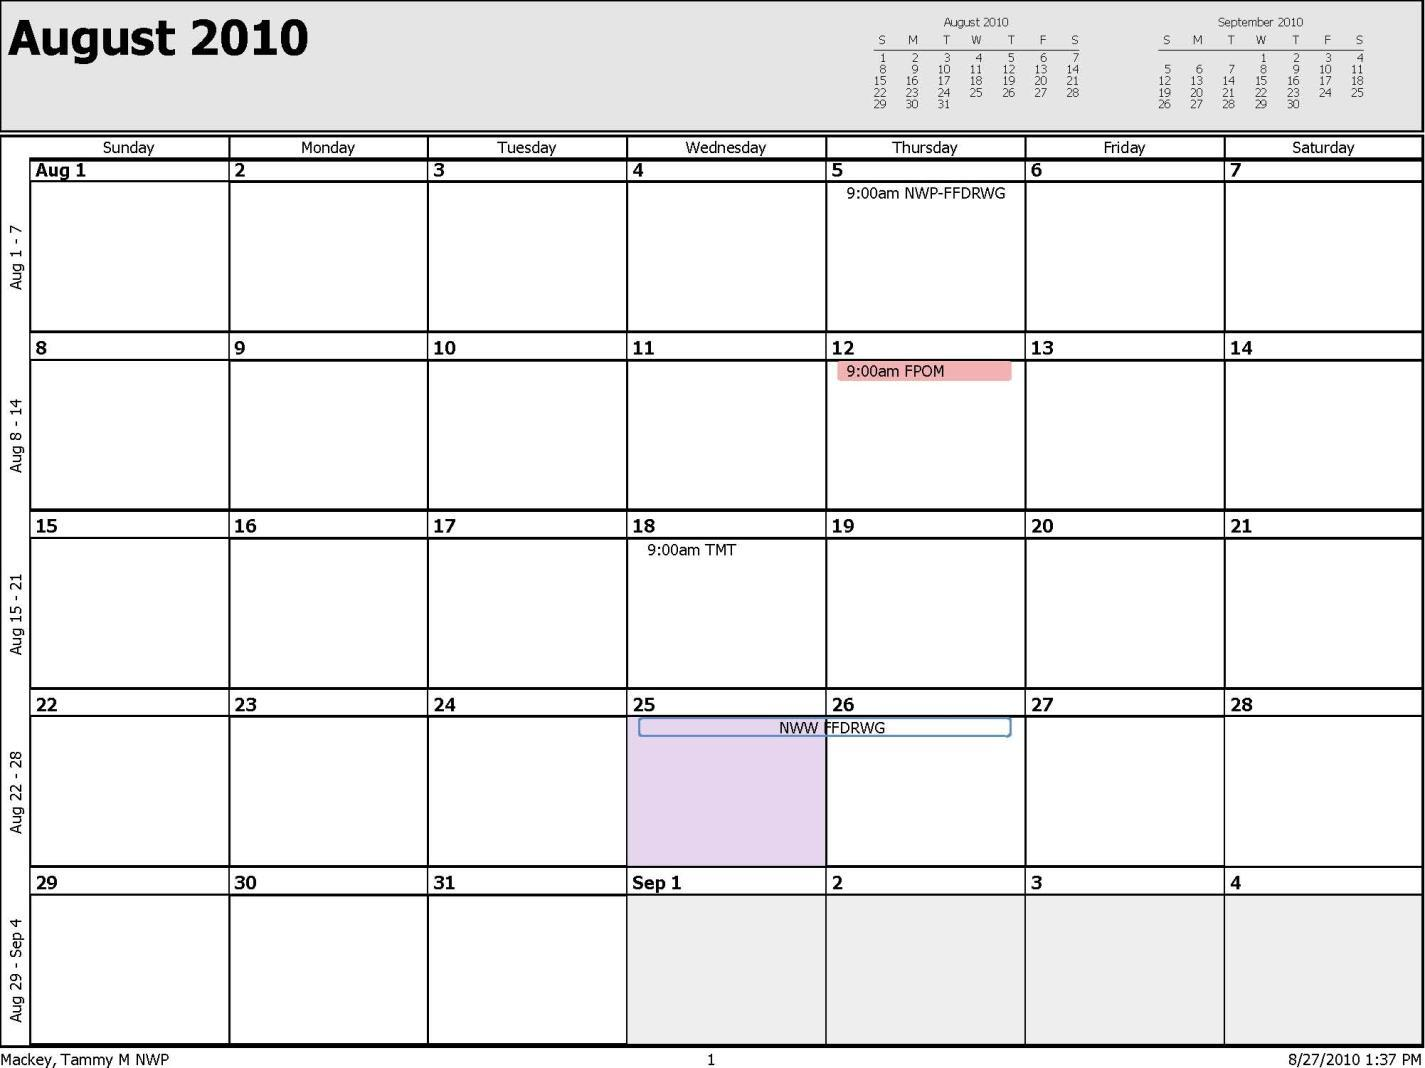 August 2010
August 2010
S M T W T F S
1 2 3 4 5 6 7
8 9 10 11 12 13 14
15 16 17 18 19 20 21
22 23 24 25 26 27 28
29 30 31
September 2010
S M T W T F S
1 2 3 4
5 6 7 8 9 10 11
12 13 14 15 16 17 18
19 20 21 22 23 24 25
26 27 28 29 30
Sunday Monday Tuesday Wednesday Thursday Friday Saturday
Aug 1 - 7
Aug 1 2 3 4 5 6 7
9:00am NWP-FFDRWG
Aug 8 - 14
8 9 10 11 12 13 14
9:00am FPOM
Aug 15 - 21
15 16 17 18 19 20 21
9:00am TMT
Aug 22 - 28
22 23 24 25 26 27 28
NWW FFDRWG
Aug 29 - Sep 4
29 30 31 Sep 1 2 3 4
Mackey, Tammy M NWP 1 8/27/2010 1:37 PM